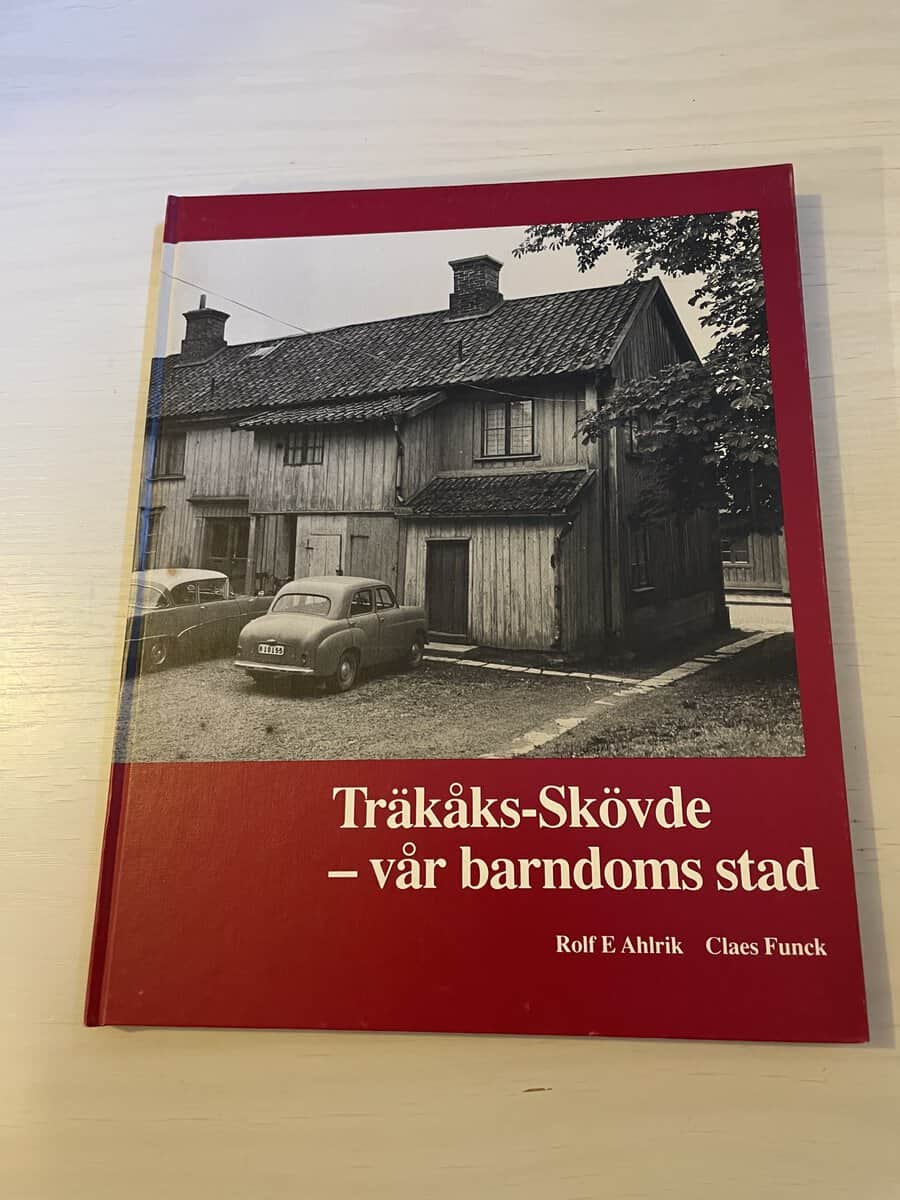 Träkåks-Skövde
– vår barndoms stad
Rolf E Ahlrik Claes Funck